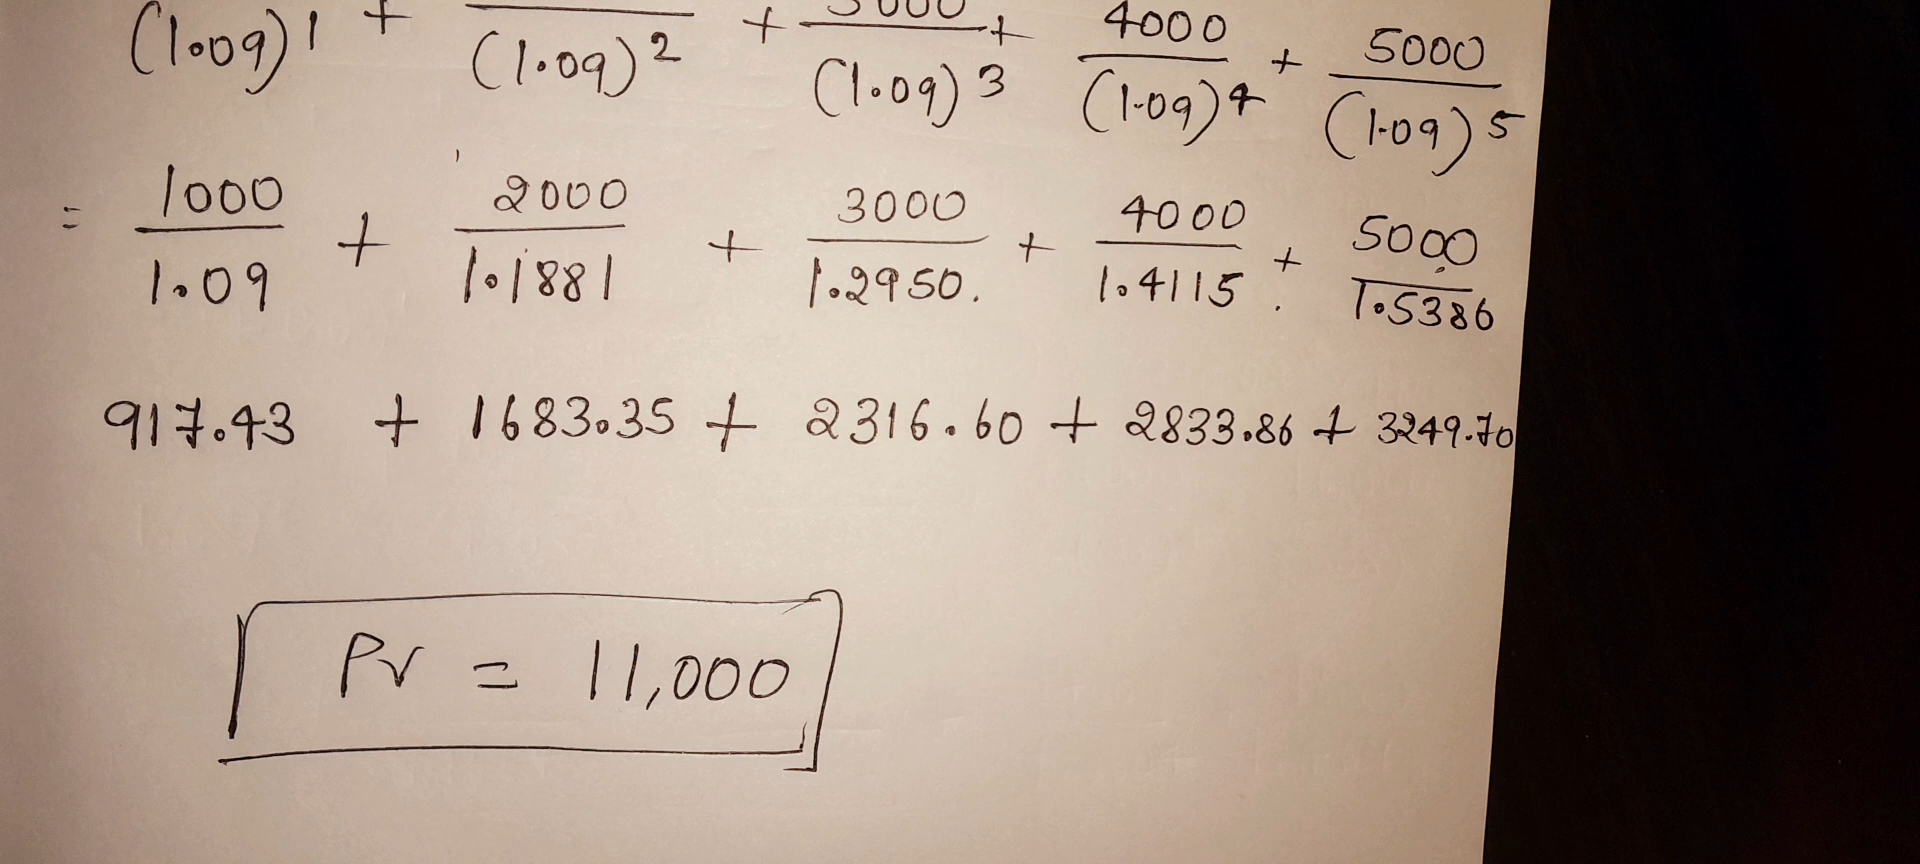 (1.09)1 + (1.09)2 + 3000/(1.09)3 + 4000/(1.09)4 + 5000/(1.09)5
= 1000/1.09 + 2000/1.1881 + 3000/1.2950. + 4000/1.4115. + 5000/1.5386
917.43 + 1683.35 + 2316.60 + 2833.86 + 3249.70
Pv = 11,000